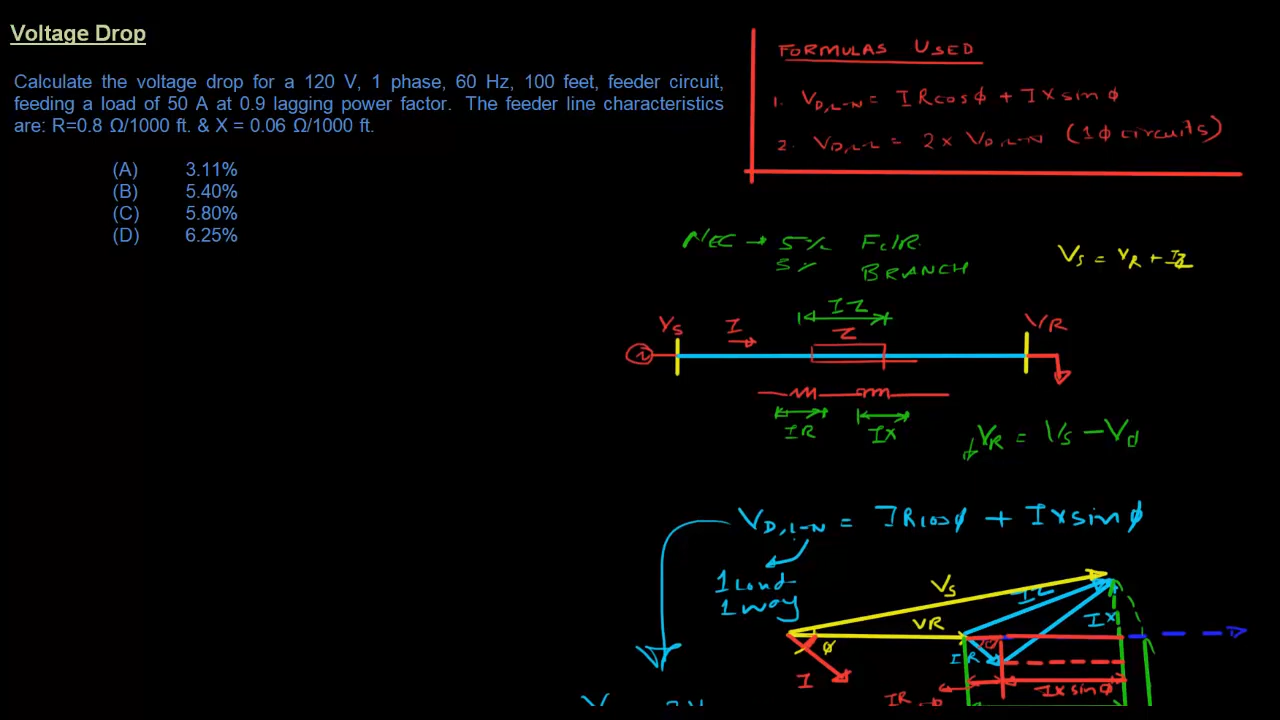 Voltage Drop
Calculate the voltage drop for a 120 V, 1 phase, 60 Hz, 100 feet, feeder circuit,
feeding a load of 50 A at 0.9 lagging power factor. The feeder line characteristics
are: R=0.8 Ω/1000 ft. & X = 0.06 Ω/1000 ft.
(A) 3.11%
(B) 5.40%
(C) 5.80%
(D) 6.25%
FORMULAS USED
1. VD,L-N = IRcosφ + IXsinφ
2. VD,L-L = 2x VD,L-N (1φ circuits)
NEC → 5% FdR.
BRANCH
Vs = VR + IZ
IZ
Vs
I
Z
VR
IR
IX
VR = Vs - Vd
VD,L-N = IRcosφ + IXsinφ
1 Cond
1 way
Vs
IZ
IX
VR
φ
IR
I
IXsinφ